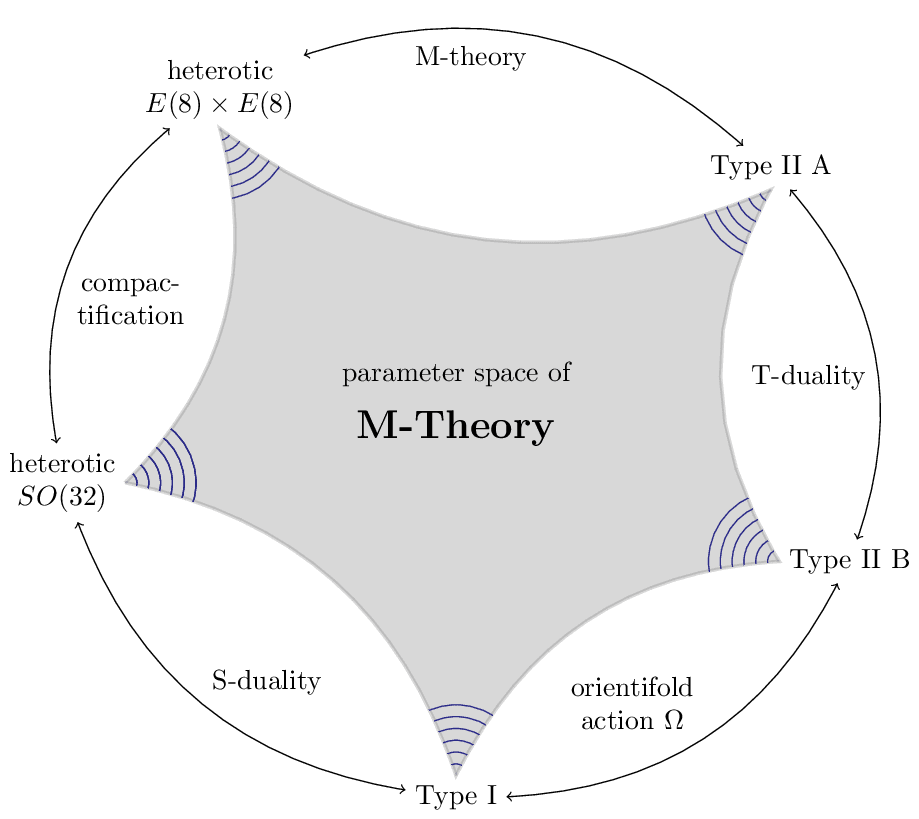 M-theory
heterotic
E(8) × E(8)
Type II A
compac-
tification
parameter space of
M-Theory
T-duality
heterotic
SO(32)
Type II B
S-duality
orientifold
action Ω
Type I